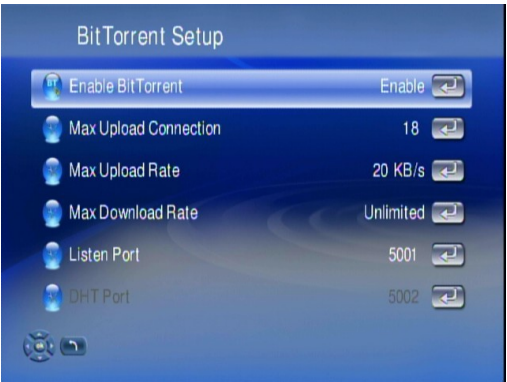 BitTorrent Setup
Enable BitTorrent Enable
Max Upload Connection 18
Max Upload Rate 20 KB/s
Max Download Rate Unlimited
Listen Port 5001
DHT Port 5002